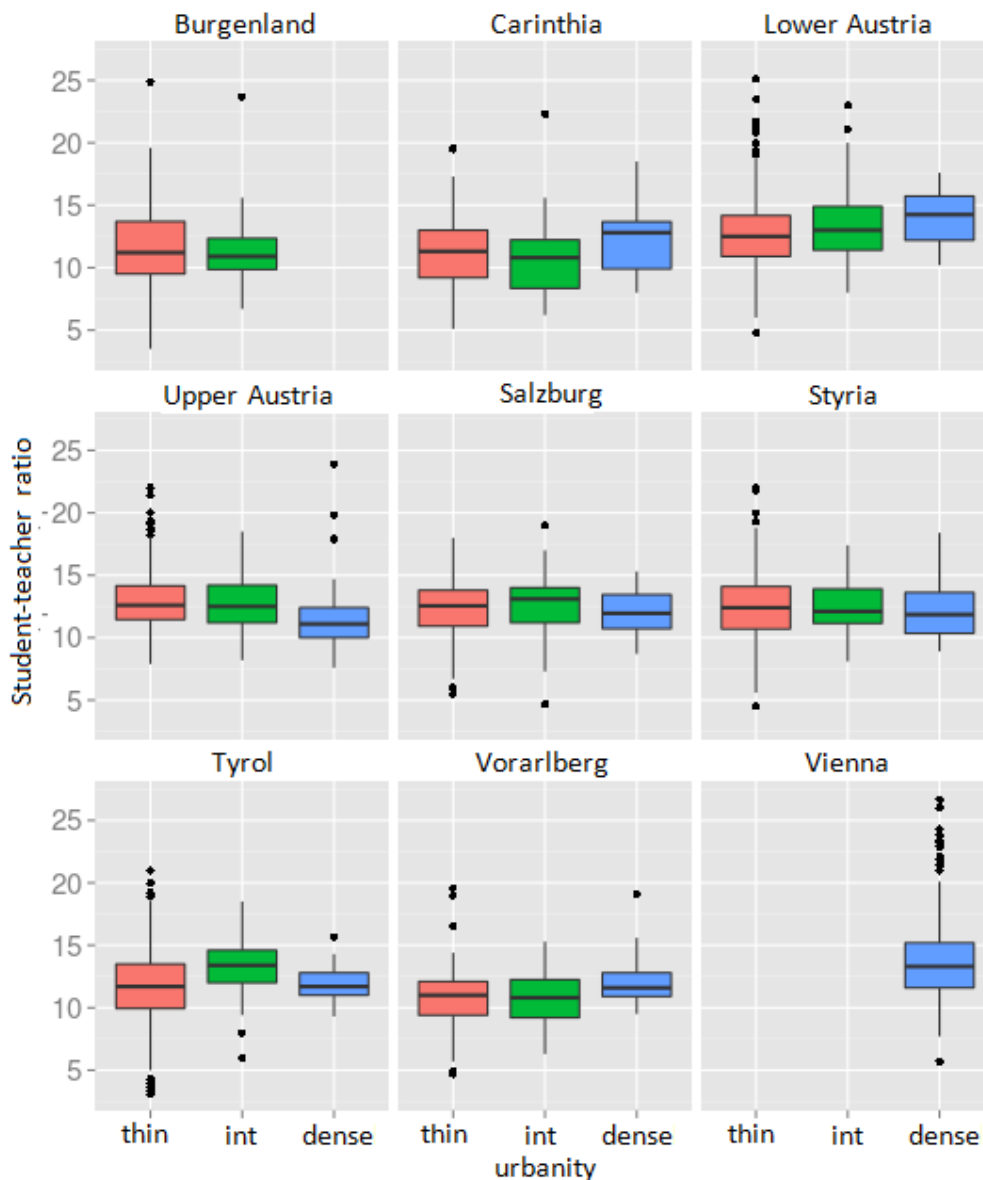 Burgenland Carinthia Lower Austria
25
20
15
10
5
Upper Austria Salzburg Styria
25
20
15
10
5
Student-teacher ratio
Tyrol Vorarlberg Vienna
25
20
15
10
5
thin int dense thin int dense thin int dense
urbanity